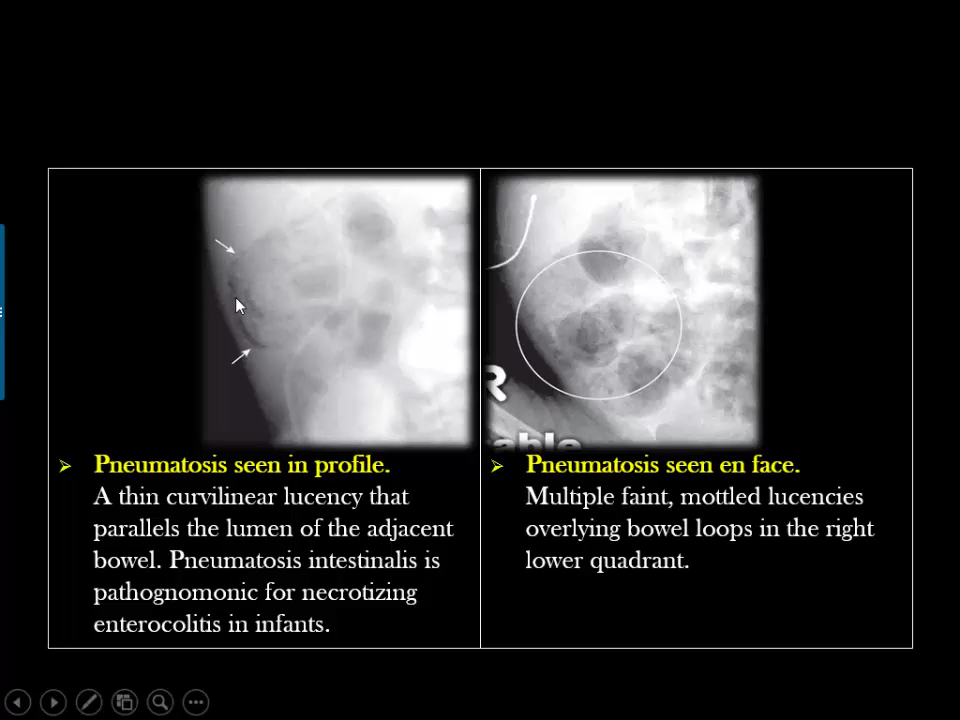 R
able
Pneumatosis seen in profile.
A thin curvilinear lucency that
parallels the lumen of the adjacent
bowel. Pneumatosis intestinalis is
pathognomonic for necrotizing
enterocolitis in infants.
Pneumatosis seen en face.
Multiple faint, mottled lucencies
overlying bowel loops in the right
lower quadrant.